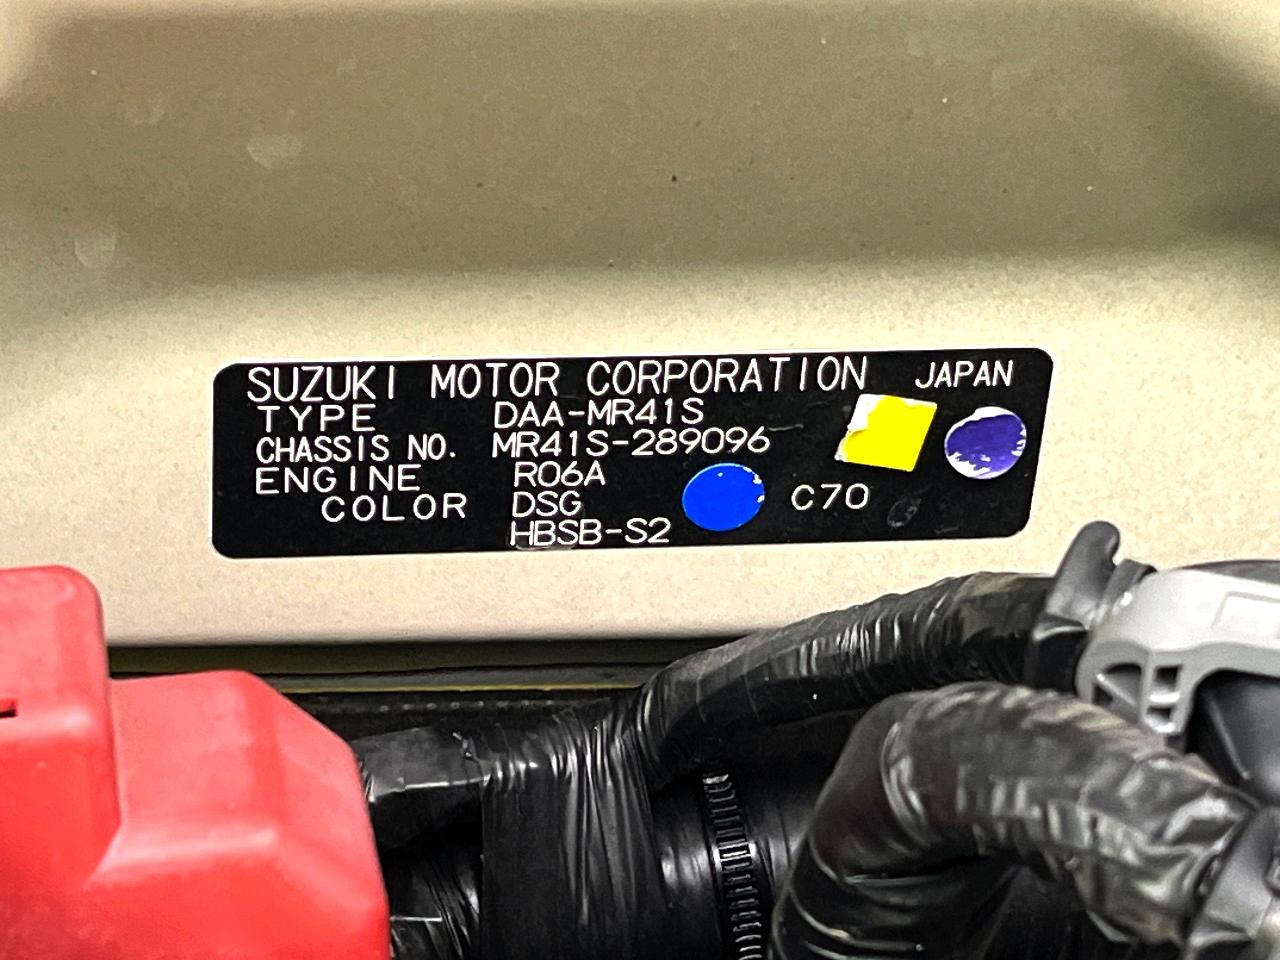 SUZUKI MOTOR CORPORATION JAPAN
TYPE DAA-MR41S
CHASSIS NO. MR41S-289096
ENGINE R06A
COLOR DSG C70
HBSB-S2